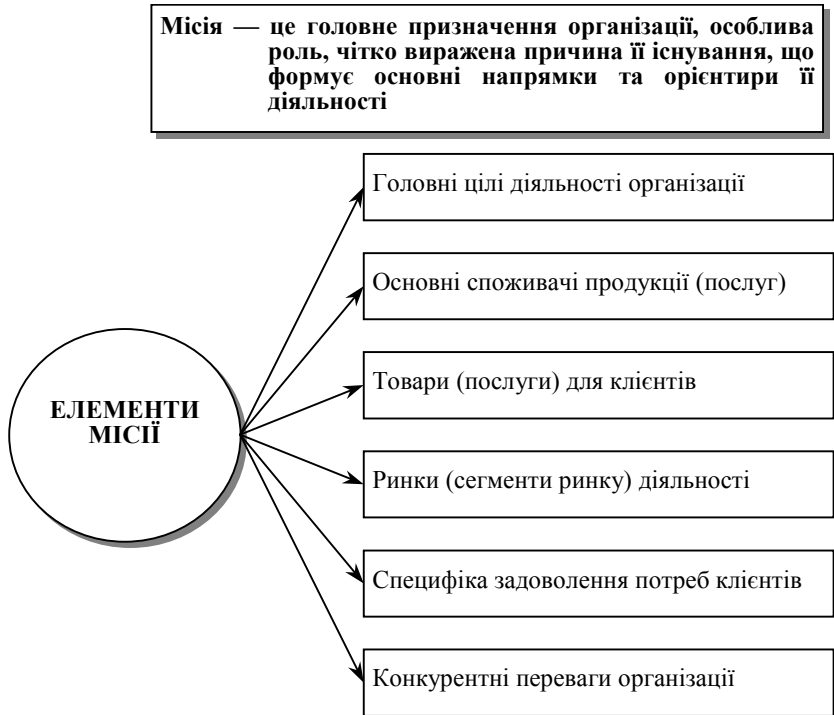 Місія — це головне призначення організації, особлива
роль, чітко виражена причина її існування, що
формує основні напрямки та орієнтири її
діяльності
Головні цілі діяльності організації
Основні споживачі продукції (послуг)
Товари (послуги) для клієнтів
ЕЛЕМЕНТИ
МІСІЇ
Ринки (сегменти ринку) діяльності
Специфіка задоволення потреб клієнтів
Конкурентні переваги організації